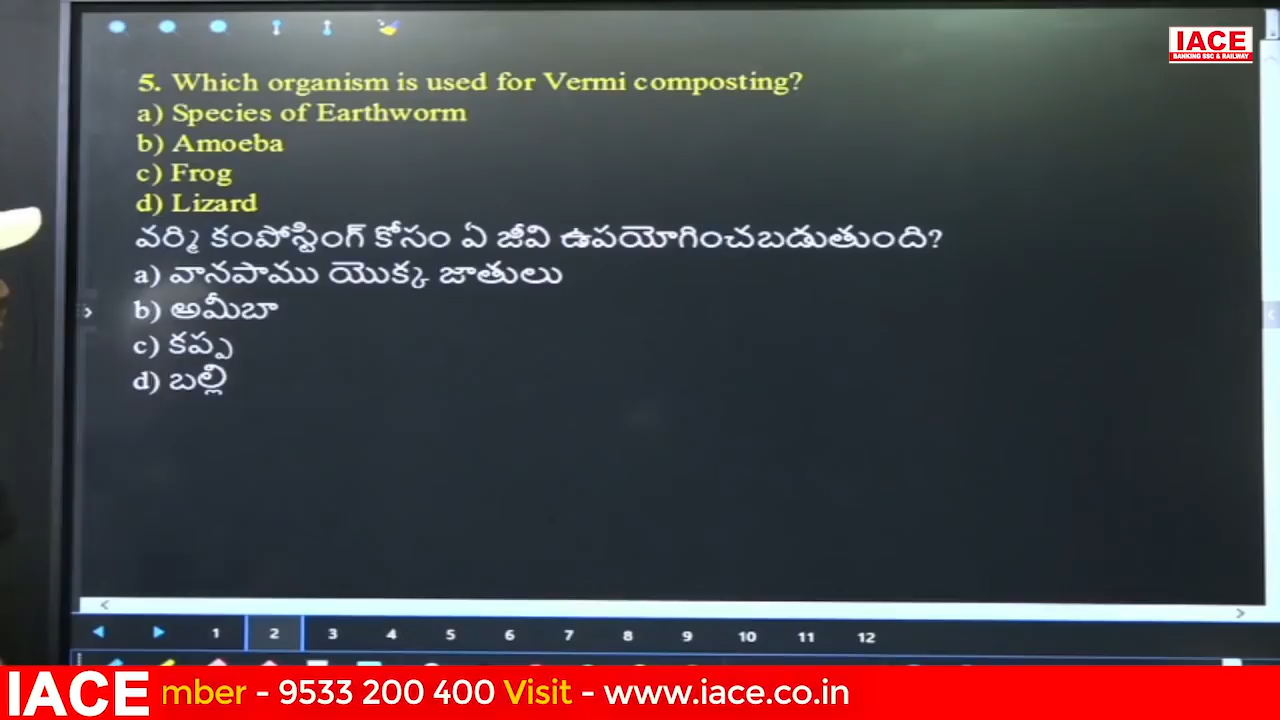 IACE
BANKING SSC & RAILWAY
5. Which organism is used for Vermi composting?
a) Species of Earthworm
b) Amoeba
c) Frog
d) Lizard
వర్మి కంపోస్టింగ్ కోసం ఏ జీవి ఉపయోగించబడుతుంది?
a) వానపాము యొక్క జాతులు
b) అమీబా
c) కప్ప
d) బల్లి
1 2 3 4 5 6 7 8 9 10 11 12
IACE mber - 9533 200 400 Visit - www.iace.co.in